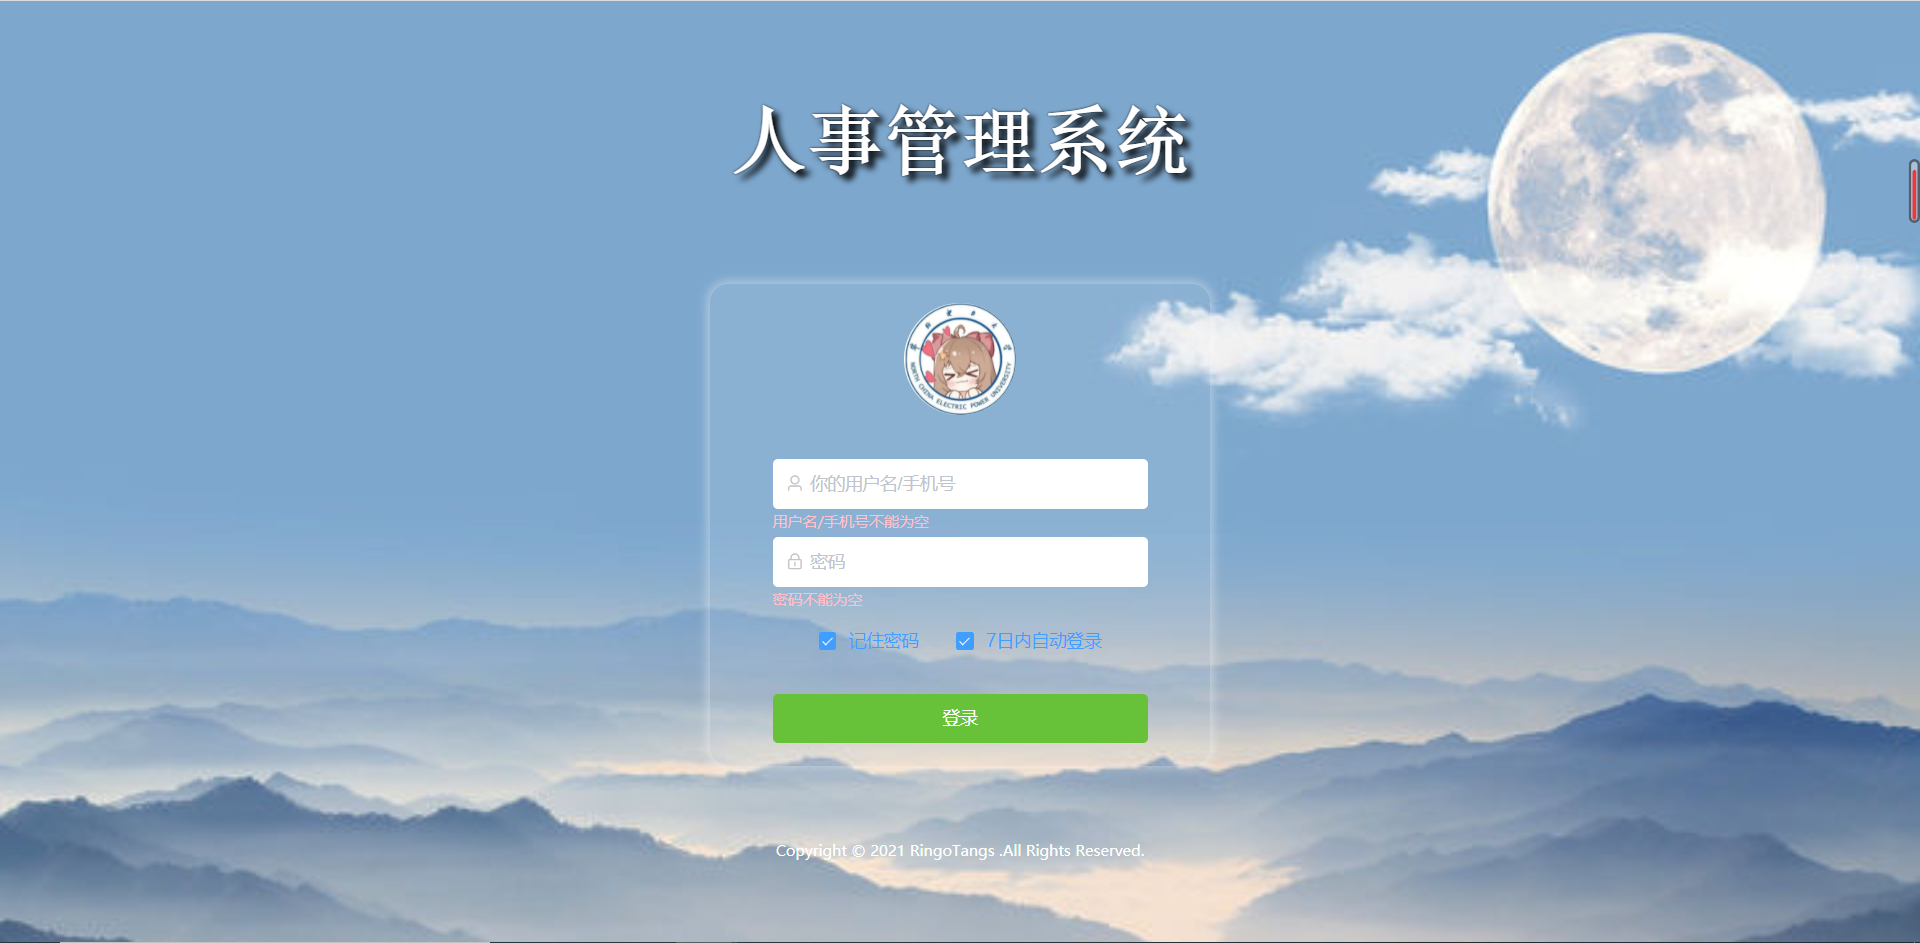 人事管理系统
NORTH CHINA ELECTRIC POWER UNIVERSITY
你的用户名/手机号
用户名/手机号不能为空
密码
密码不能为空
记住密码 7日内自动登录
登录
Copyright © 2021 RingoTangs .All Rights Reserved.